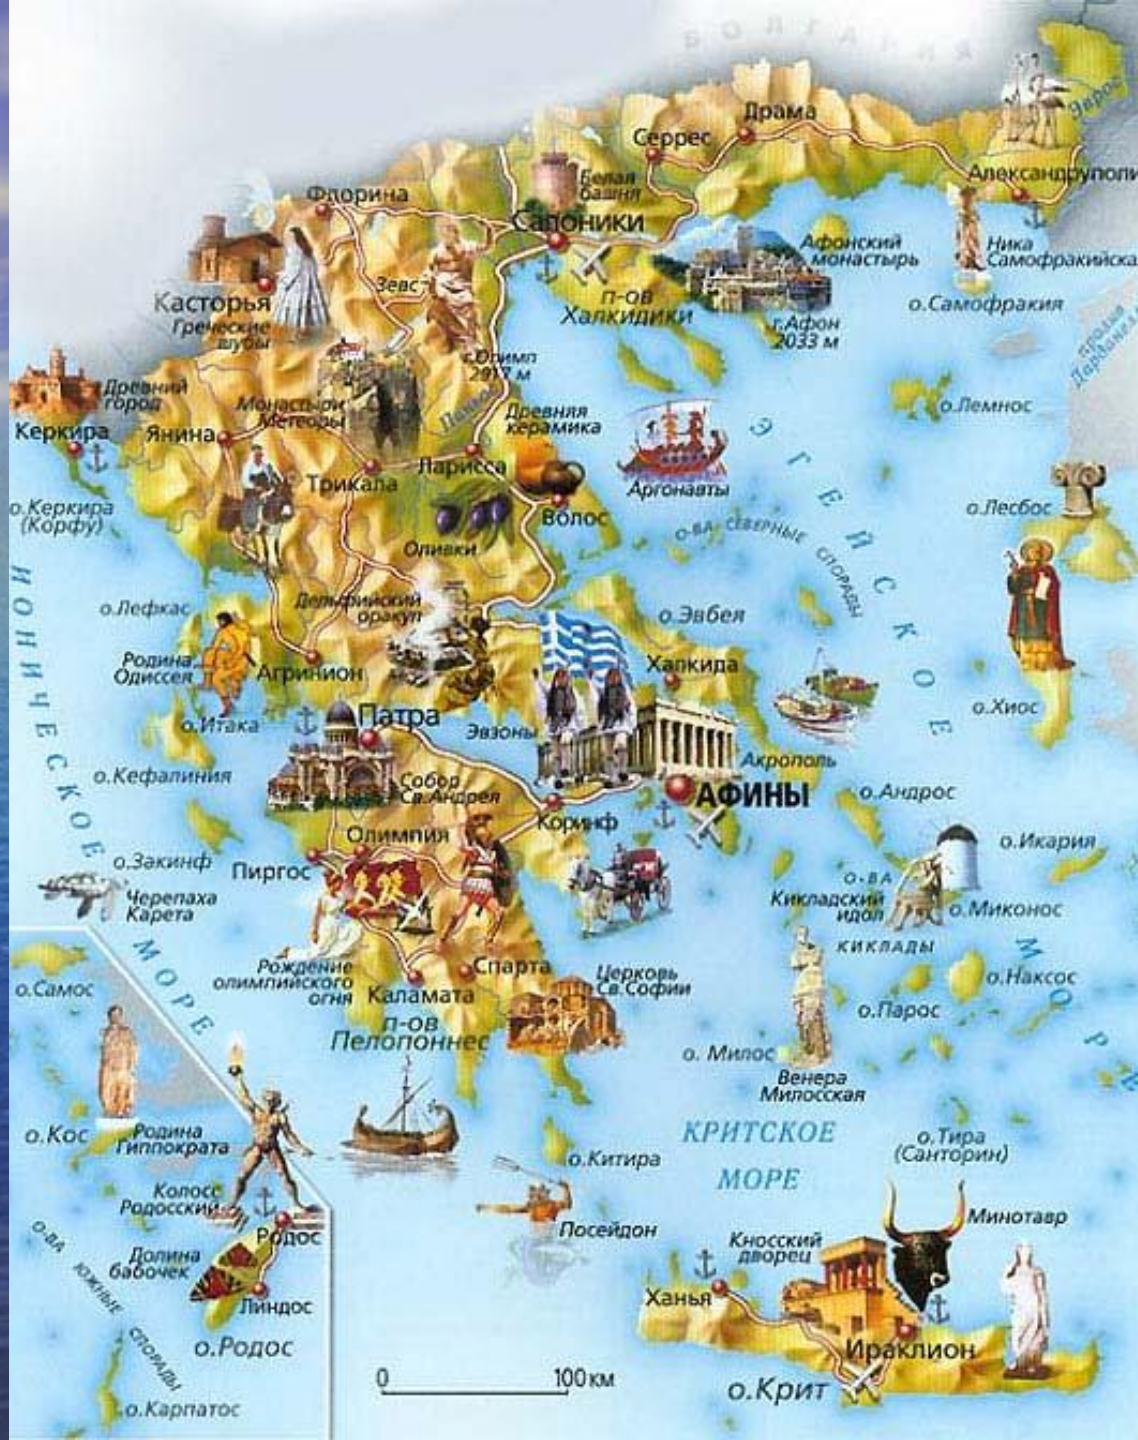 Драма
Серрес
Эврос
Белая
башня
Александруполи
Флорина
Салоники
Афонский
монастырь
Ника
Самофракийска
Зевс
Касторья
Греческие
шубы
п-ов
Халкидики
о.Самофракия
г.Афон
2033 м
г.Олимп
2917 м
Древний
город
Монастыри
Метеоры
Древняя
керамика
о.Лемнос
Керкира
Янина
Ларисса
Трикала
Аргонавты
о.Лесбос
о.Керкира
(Корфу)
Волос
Оливки
о-ва Северные Спорады
ЭГЕЙСКОЕ МОРЕ
о.Лефкас
Дельфийский
оракул
о.Эвбея
Родина
Одиссея
Агринион
Халкида
о.Хиос
о.Итака
Патра
Эвзоны
Акрополь
о.Кефалиния
Собор
Св.Андрея
АФИНЫ
о.Андрос
ИОНИЧЕСКОЕ МОРЕ
Коринф
Олимпия
о.Икария
о.Закинф
Пиргос
Черепаха
Карета
о-ва
Киклады
Кикладский
идол
о.Миконос
Рождение
олимпийского
огня
Спарта
Каламата
Церковь
Св.Софии
о.Наксос
о.Самос
о.Парос
п-ов
Пелопоннес
о. Милос
Венера
Милосская
о.Кос
Родина
Гиппократа
КРИТСКОЕ
МОРЕ
о.Тира
(Санторин)
о.Китира
Колосс
Родосский
Посейдон
Минотавр
Кносский
дворец
Родос
Долина
бабочек
Линдос
Ханья
о-ва Южные Спорады
о.Родос
Ираклион
0 100 км
о.Крит
о.Карпатос